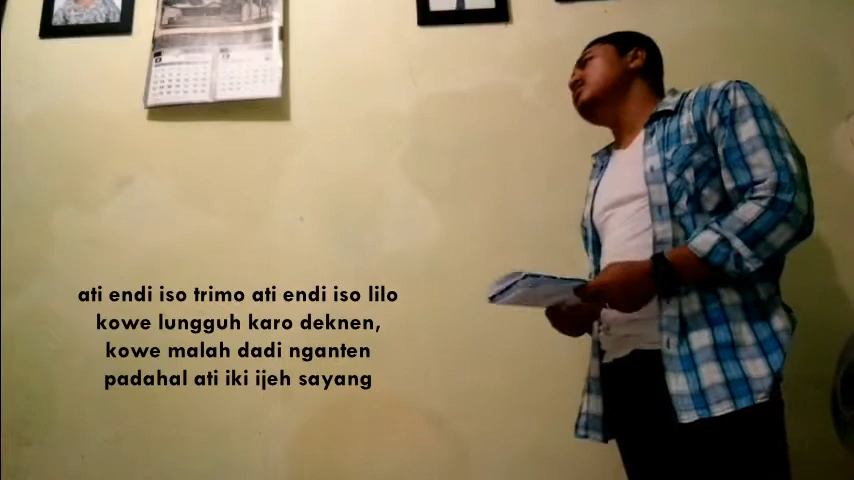 ati endi iso trimo ati endi iso lilo
kowe lungguh karo deknen,
kowe malah dadi nganten
padahal ati iki ijeh sayang